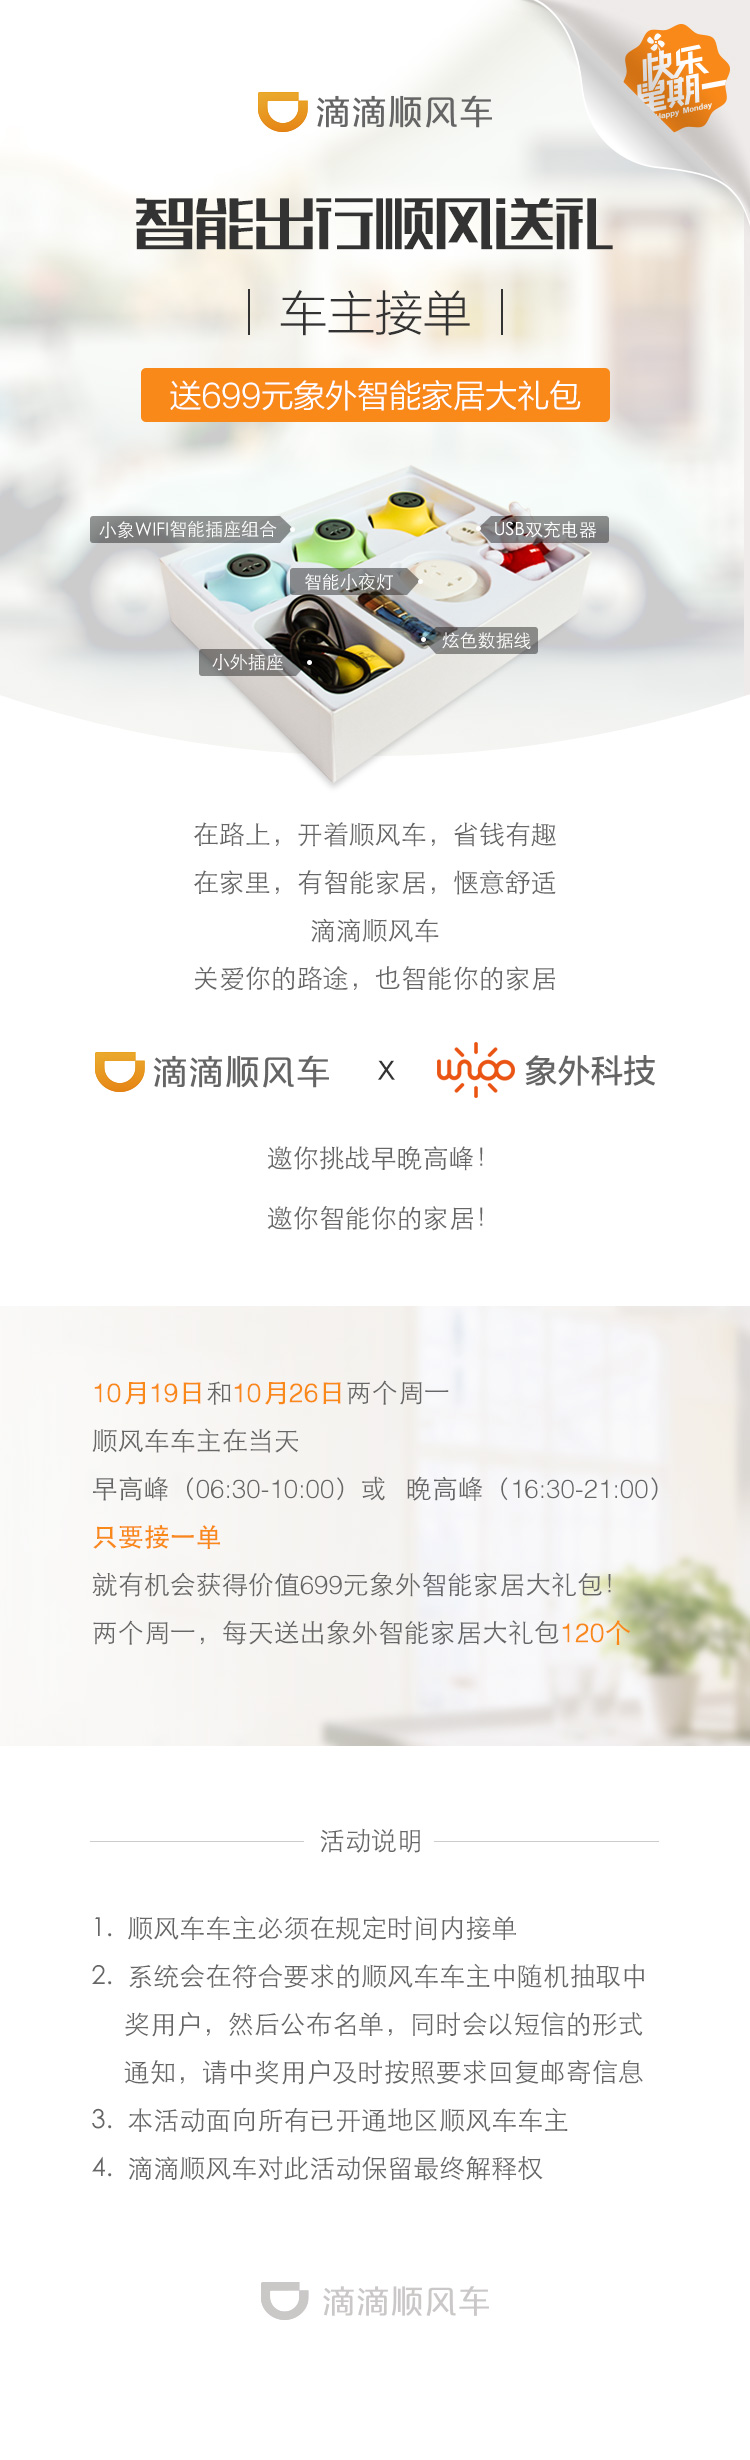 快乐
星期一
Happy Monday
滴滴顺风车
智能出行顺风送礼
车主接单
送699元象外智能家居大礼包
小象WIFI智能插座组合
USB双充电器
智能小夜灯
炫色数据线
小外插座
在路上，开着顺风车，省钱有趣
在家里，有智能家居，惬意舒适
滴滴顺风车
关爱你的路途，也智能你的家居
滴滴顺风车 X 象外科技
邀你挑战早晚高峰！
邀你智能你的家居！
10月19日和10月26日两个周一
顺风车车主在当天
早高峰（06:30-10:00）或 晚高峰（16:30-21:00）
只要接一单
就有机会获得价值699元象外智能家居大礼包！
两个周一，每天送出象外智能家居大礼包120个
活动说明
1. 顺风车车主必须在规定时间内接单
2. 系统会在符合要求的顺风车车主中随机抽取中
奖用户，然后公布名单，同时会以短信的形式
通知，请中奖用户及时按照要求回复邮寄信息
3. 本活动面向所有已开通地区顺风车车主
4. 滴滴顺风车对此活动保留最终解释权
滴滴顺风车